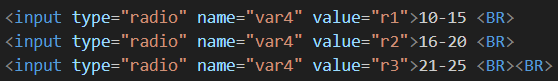 <input type="radio" name="var4" value="r1">10-15 <BR>
<input type="radio" name="var4" value="r2">16-20 <BR>
<input type="radio" name="var4" value="r3">21-25 <BR><BR>